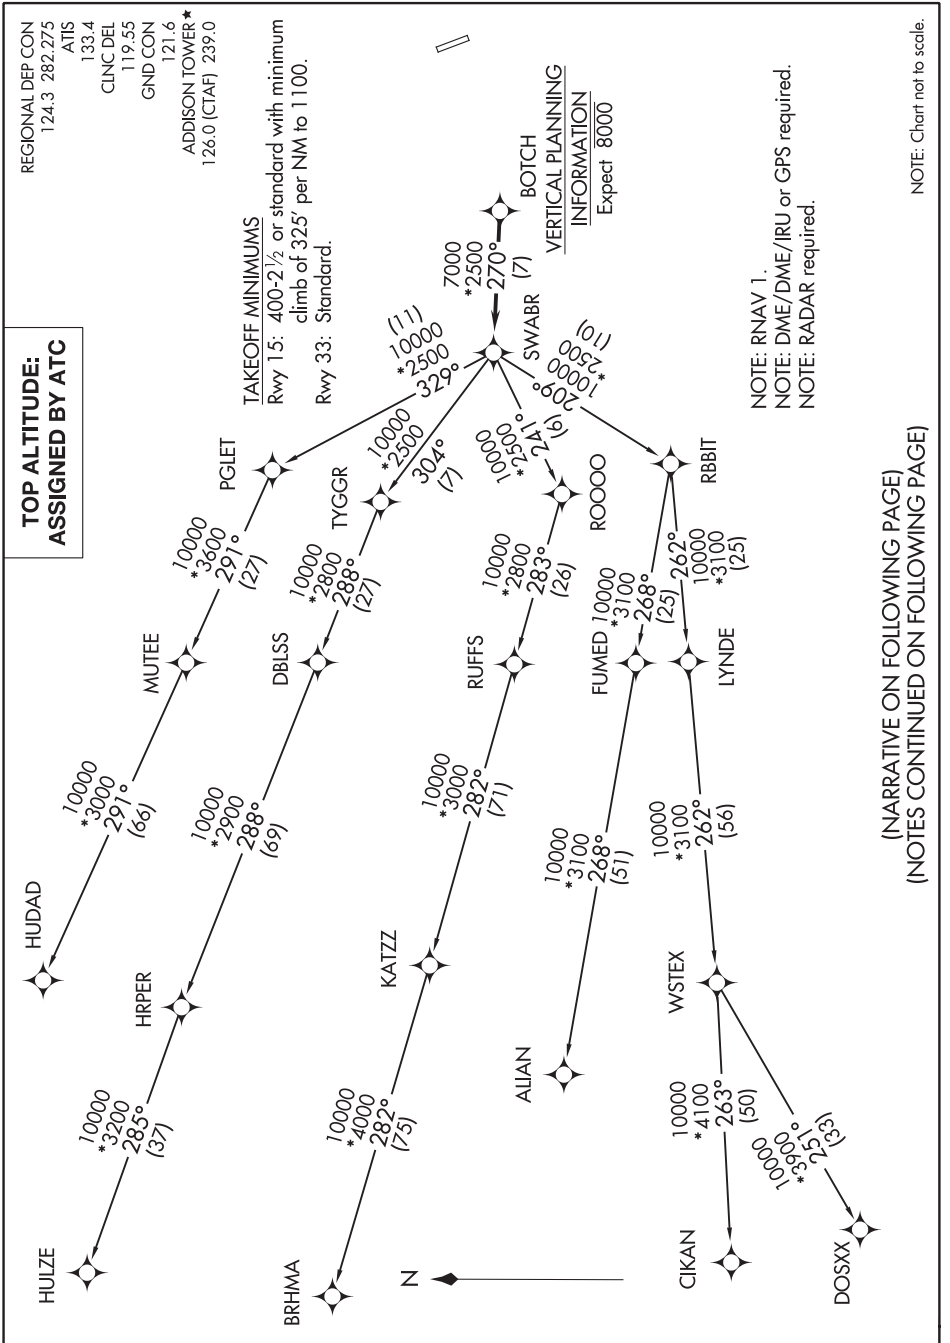 TOP ALTITUDE:
ASSIGNED BY ATC
REGIONAL DEP CON
124.3 282.275
ATIS
133.4
CLNC DEL
119.55
GND CON
121.6
ADDISON TOWER★
126.0 (CTAF) 239.0
TAKEOFF MINIMUMS
Rwy 15: 400-2½ or standard with minimum
climb of 325' per NM to 1100.
Rwy 33: Standard.
BOTCH
VERTICAL PLANNING
INFORMATION
Expect 8000
7000
*2500
270°
(7)
SWABR
(11)
10000
*2500
329°
PGLET
10000
*3600
291°
(27)
MUTEE
10000
*3000
291°
(66)
HUDAD
10000
*2500
304°
(7)
TYGGR
10000
*2800
288°
(27)
DBLSS
10000
*2900
288°
(69)
HRPER
10000
*3200
285°
(37)
HULZE
10000
*2500
241°
(6)
ROOOO
10000
*2800
283°
(26)
RUFFS
10000
*3000
282°
(71)
KATZZ
10000
*4000
282°
(75)
BRHMA
(10)
*2500
10000
209°
RBBIT
10000
*3100
268°
(25)
FUMED
10000
*3100
268°
(51)
ALIAN
262°
10000
*3100
(25)
LYNDE
10000
*3100
262°
(56)
WSTEX
10000
*4100
263°
(50)
CIKAN
10000
*3900
251°
(33)
DOSXX
N
NOTE: RNAV 1.
NOTE: DME/DME/IRU or GPS required.
NOTE: RADAR required.
NOTE: Chart not to scale.
(NARRATIVE ON FOLLOWING PAGE)
(NOTES CONTINUED ON FOLLOWING PAGE)